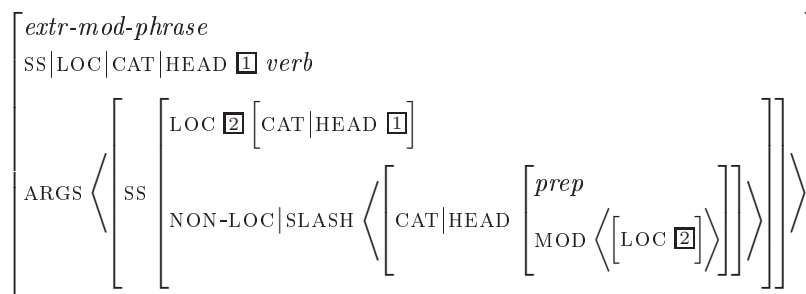 extr-mod-phrase
SS|LOC|CAT|HEAD [1] verb
ARGS ⟨[SS [LOC [2] [CAT|HEAD [1]]
NON-LOC|SLASH ⟨[CAT|HEAD [prep
MOD ⟨[LOC [2]]⟩]]⟩]]⟩